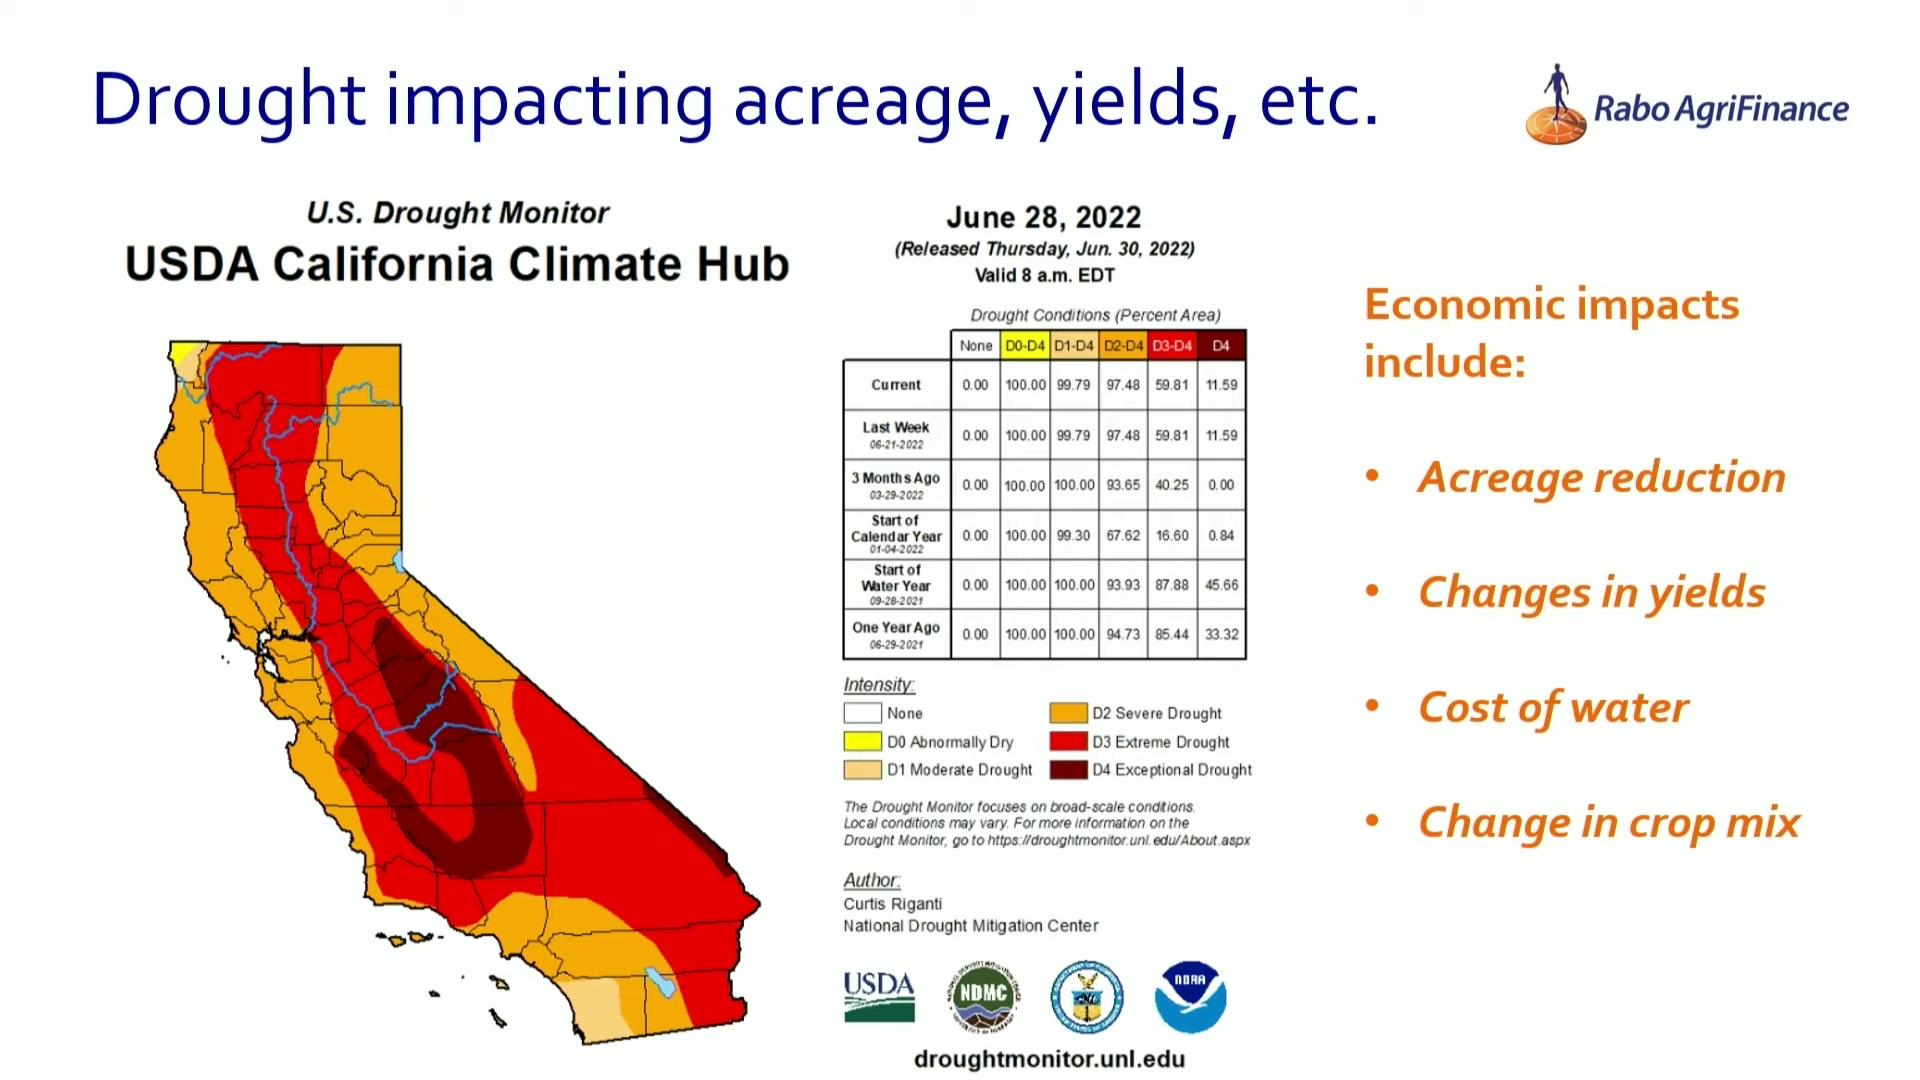 Drought impacting acreage, yields, etc.
Rabo AgriFinance
U.S. Drought Monitor
USDA California Climate Hub
June 28, 2022
(Released Thursday, Jun. 30, 2022)
Valid 8 a.m. EDT
Drought Conditions (Percent Area)
None D0-D4 D1-D4 D2-D4 D3-D4 D4
Current 0.00 100.00 99.79 97.48 59.81 11.59
Last Week
06-21-2022
0.00 100.00 99.79 97.48 59.81 11.59
3 Months Ago
03-29-2022
0.00 100.00 100.00 93.65 40.25 0.00
Start of
Calendar Year
01-04-2022
0.00 100.00 99.30 67.62 16.60 0.84
Start of
Water Year
09-28-2021
0.00 100.00 100.00 93.93 87.88 45.66
One Year Ago
06-29-2021
0.00 100.00 100.00 94.73 85.44 33.32
Intensity:
None
D0 Abnormally Dry
D1 Moderate Drought
D2 Severe Drought
D3 Extreme Drought
D4 Exceptional Drought
The Drought Monitor focuses on broad-scale conditions.
Local conditions may vary. For more information on the
Drought Monitor, go to https://droughtmonitor.unl.edu/About.aspx
Author:
Curtis Riganti
National Drought Mitigation Center
USDA
NDMC
NOAA
droughtmonitor.unl.edu
Economic impacts
include:
• Acreage reduction
• Changes in yields
• Cost of water
• Change in crop mix